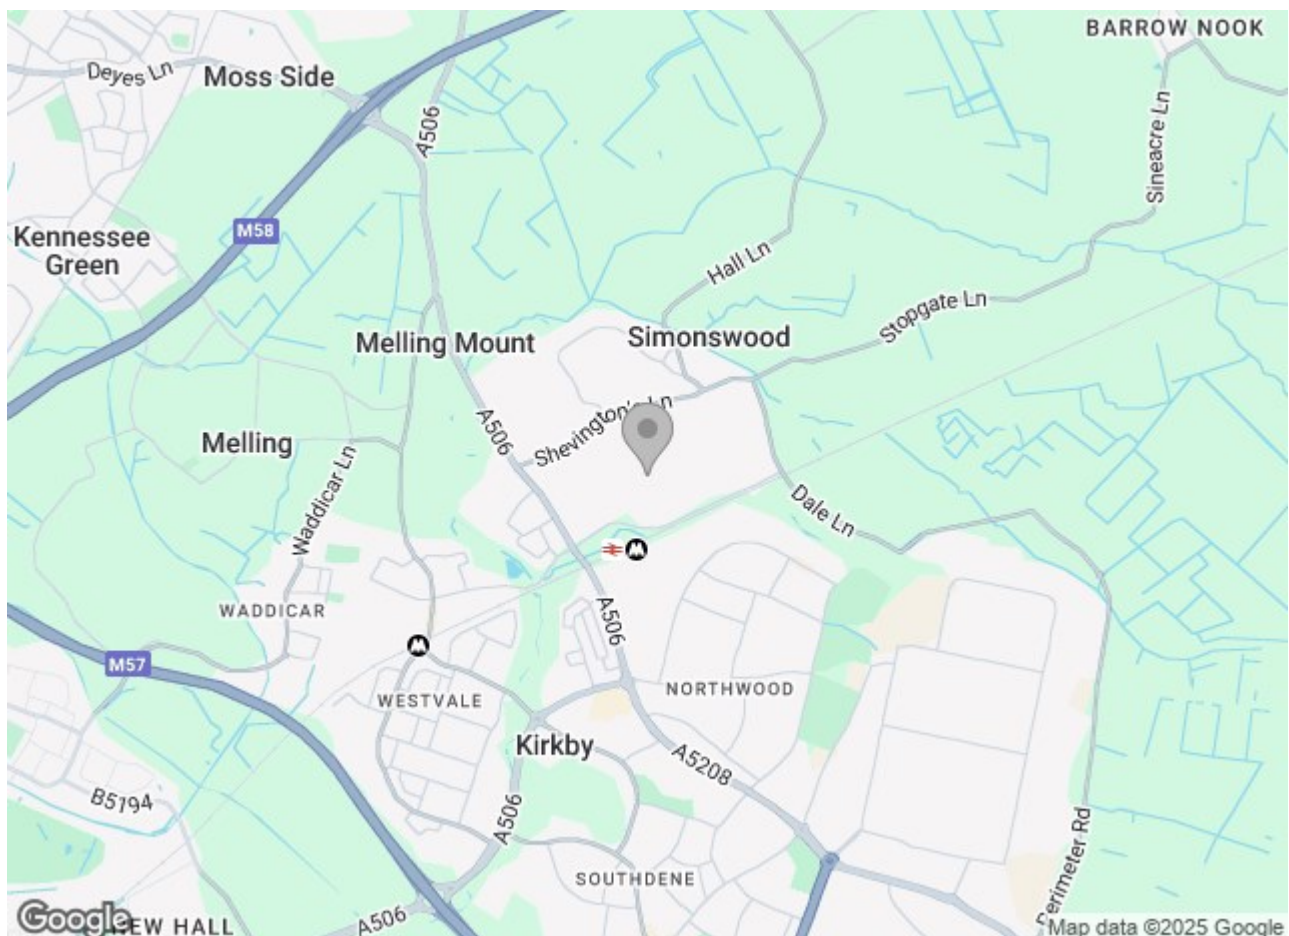 BARROW NOOK
Deyes Ln
Moss Side
A506
Sineacre Ln
M58
Kennessee
Green
Hall Ln
Stopgate Ln
Melling Mount
Simonswood
Shevington's Ln
A506
Melling
Waddicar Ln
Dale Ln
WADDICAR
A506
M57
NORTHWOOD
WESTVALE
Kirkby
A5208
B5194
A506
Perimeter Rd
SOUTHDENE
A506
Google
NEW HALL
Map data ©2025 Google